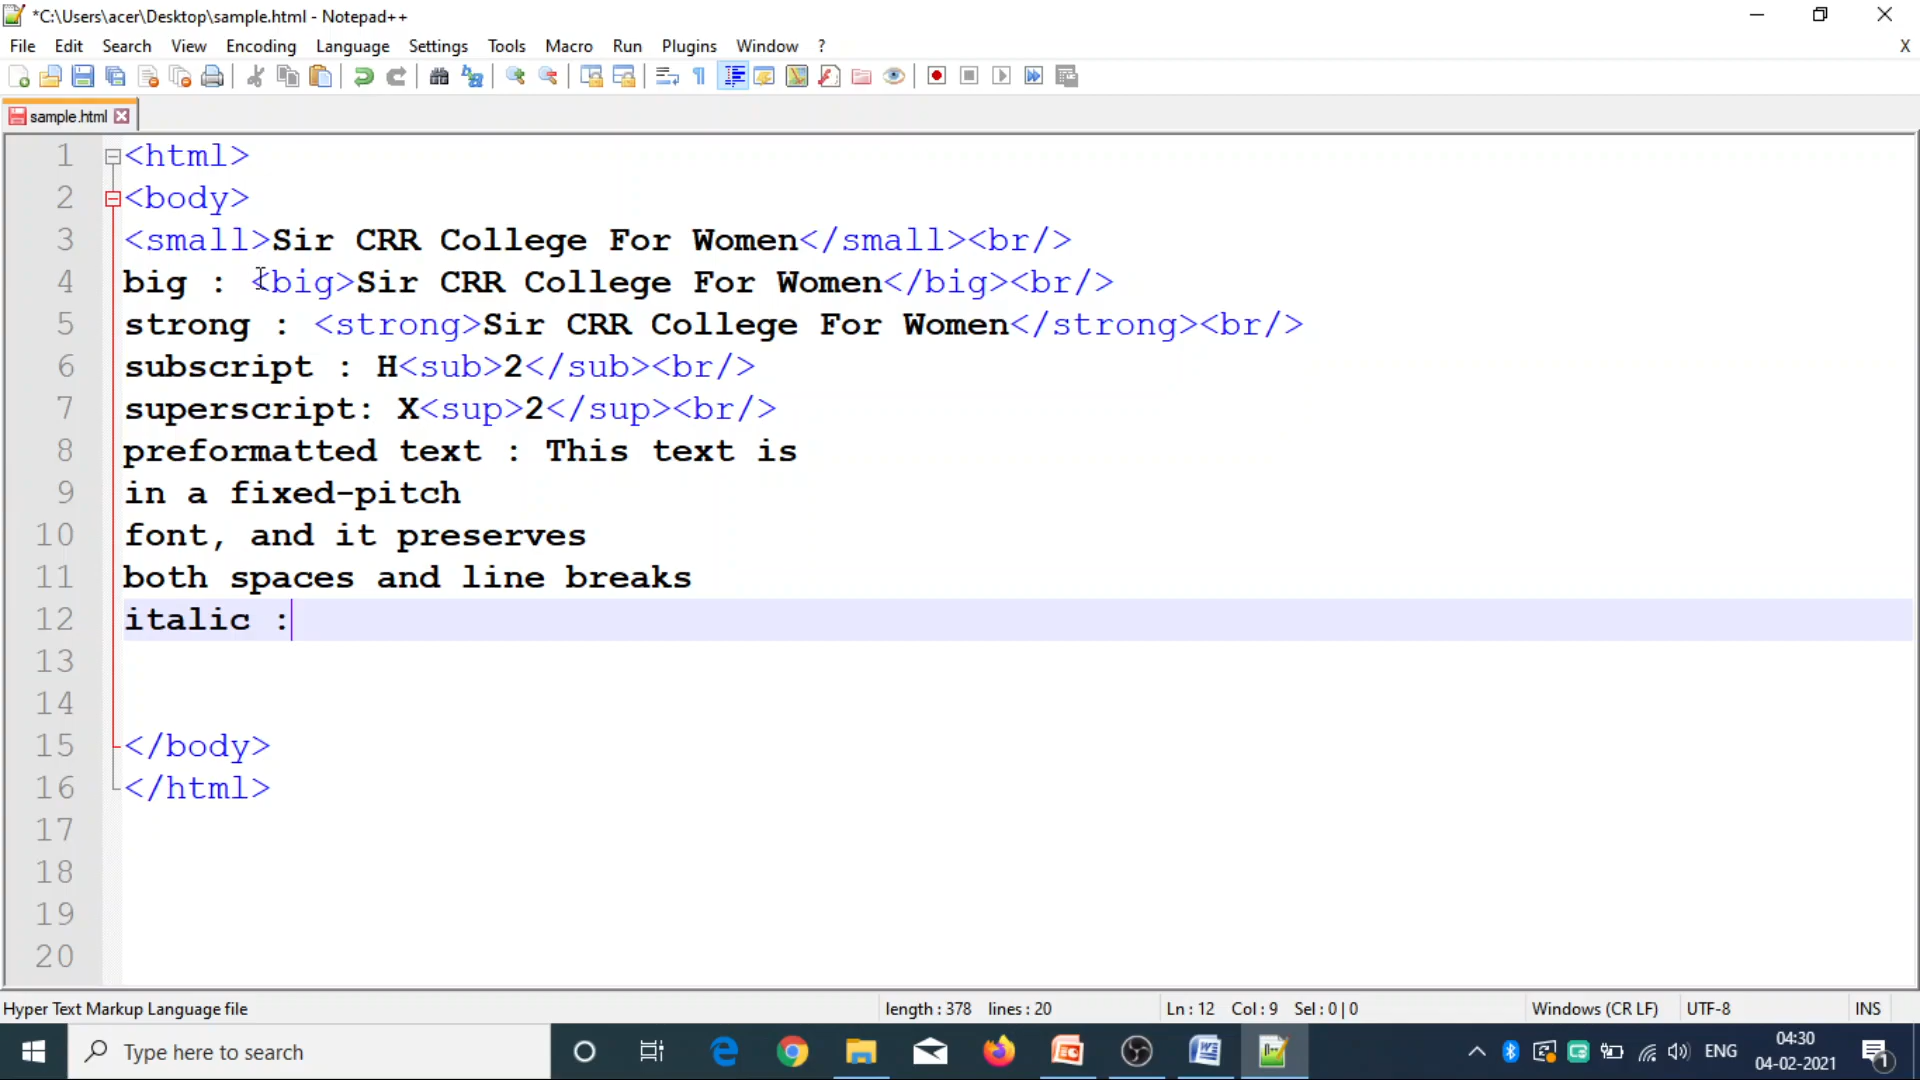 *C:\Users\acer\Desktop\sample.html - Notepad++
File Edit Search View Encoding Language Settings Tools Macro Run Plugins Window ? X
sample.html
1 <html>
2 <body>
3 <small>Sir CRR College For Women</small><br/>
4 big : <big>Sir CRR College For Women</big><br/>
5 strong : <strong>Sir CRR College For Women</strong><br/>
6 subscript : H<sub>2</sub><br/>
7 superscript: X<sup>2</sup><br/>
8 preformatted text : This text is
9 in a fixed-pitch
10 font, and it preserves
11 both spaces and line breaks
12 italic :
13
14
15 </body>
16 </html>
17
18
19
20
Hyper Text Markup Language file length : 378 lines : 20 Ln : 12 Col : 9 Sel : 0 | 0 Windows (CR LF) UTF-8 INS
Type here to search ENG 04:30
04-02-2021 1